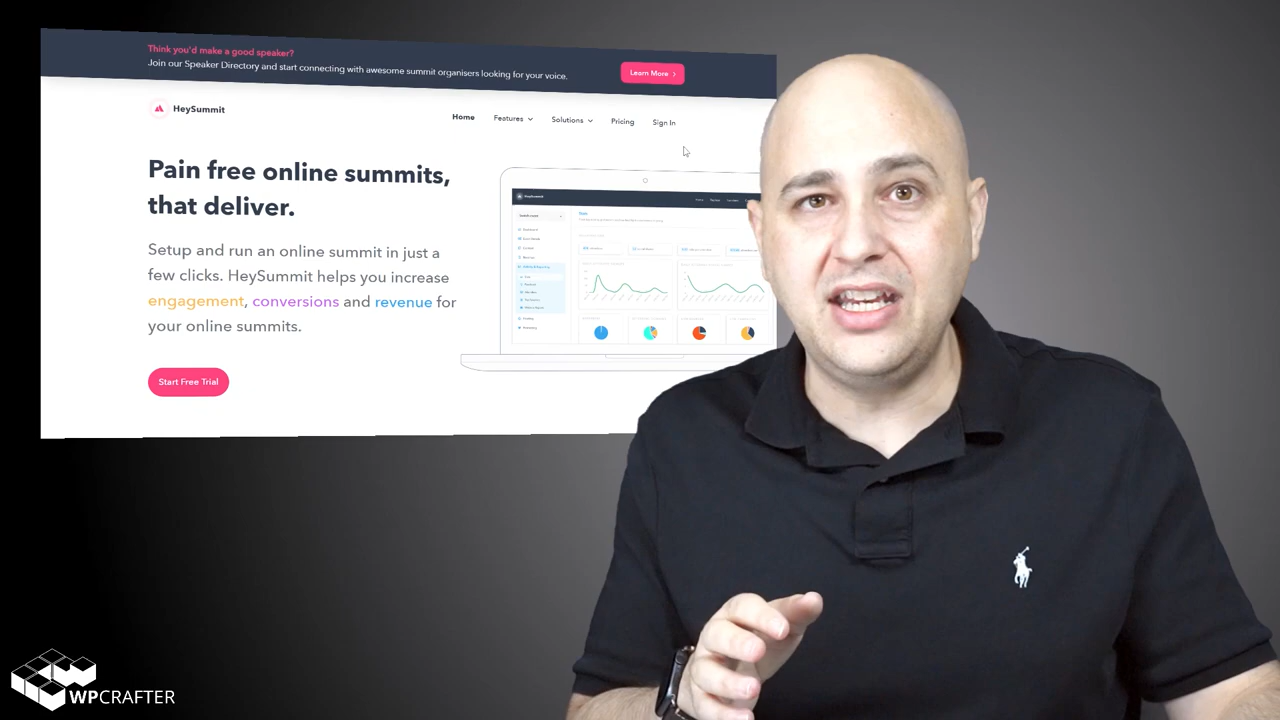 Think you'd make a good speaker?
Join our Speaker Directory and start connecting with awesome summit organisers looking for your voice.
Learn More
HeySummit
Home Features Solutions Pricing Sign In
Pain free online summits,
that deliver.
Setup and run an online summit in just a
few clicks. HeySummit helps you increase
engagement, conversions and revenue for
your online summits.
Start Free Trial
HeySummit
WPCRAFTER